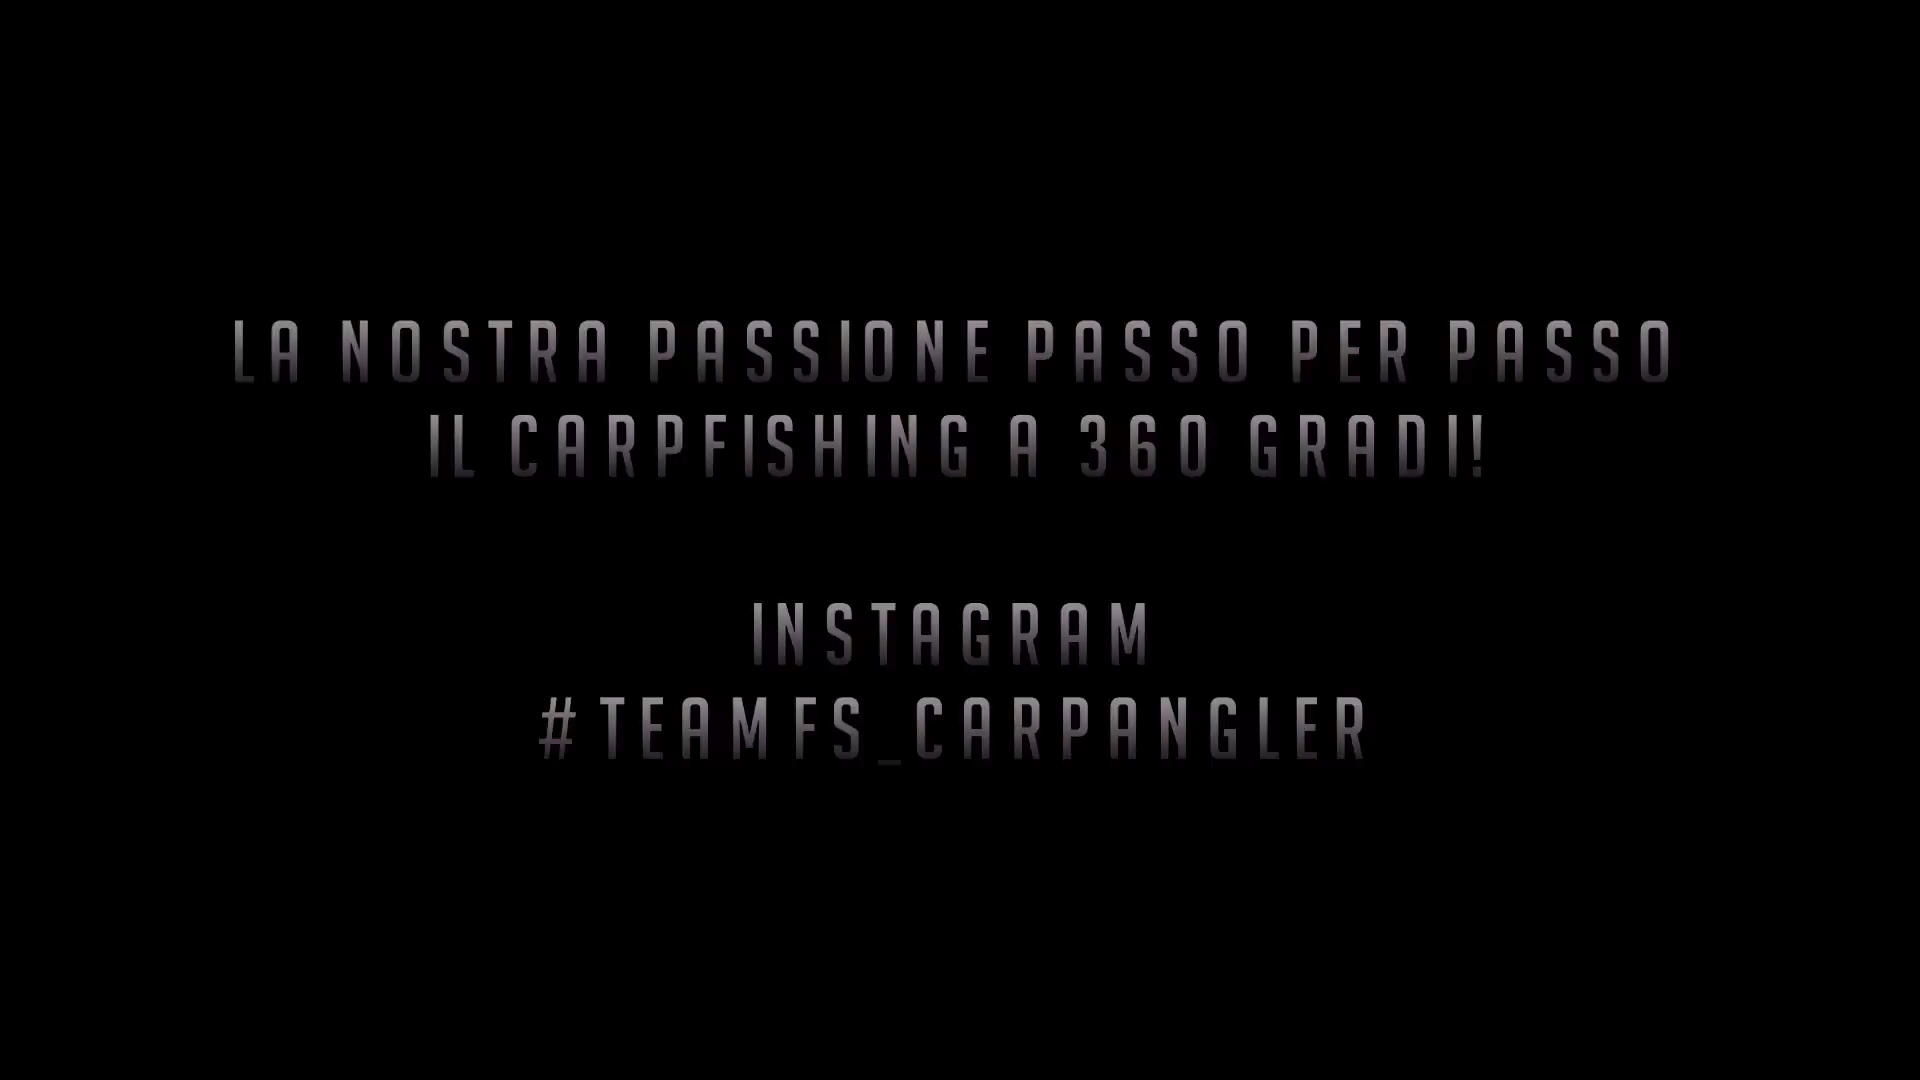 LA NOSTRA PASSIONE PASSO PER PASSO
IL CARPFISHING A 360 GRADI!
INSTAGRAM
#TEAMFS_CARPANGLER